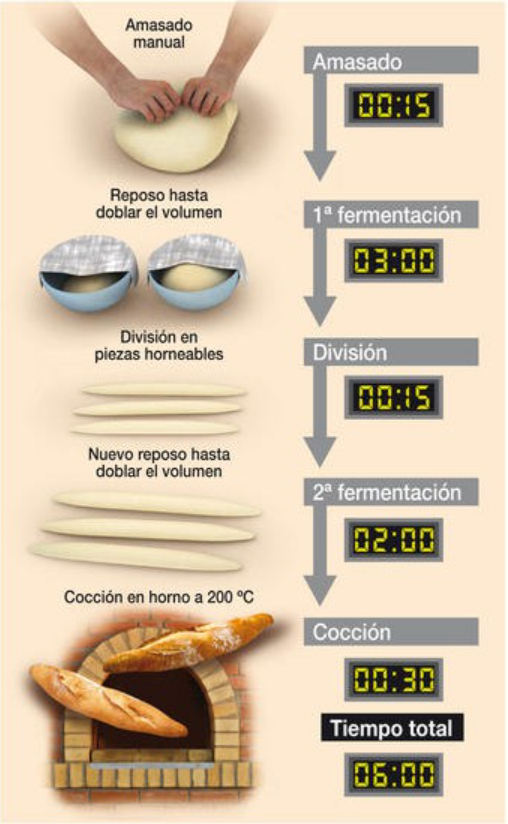 Amasado
manual
Amasado
00:15
Reposo hasta
doblar el volumen
1ª fermentación
03:00
División en
piezas horneables
División
00:15
Nuevo reposo hasta
doblar el volumen
2ª fermentación
02:00
Cocción en horno a 200 ºC
Cocción
00:30
Tiempo total
06:00